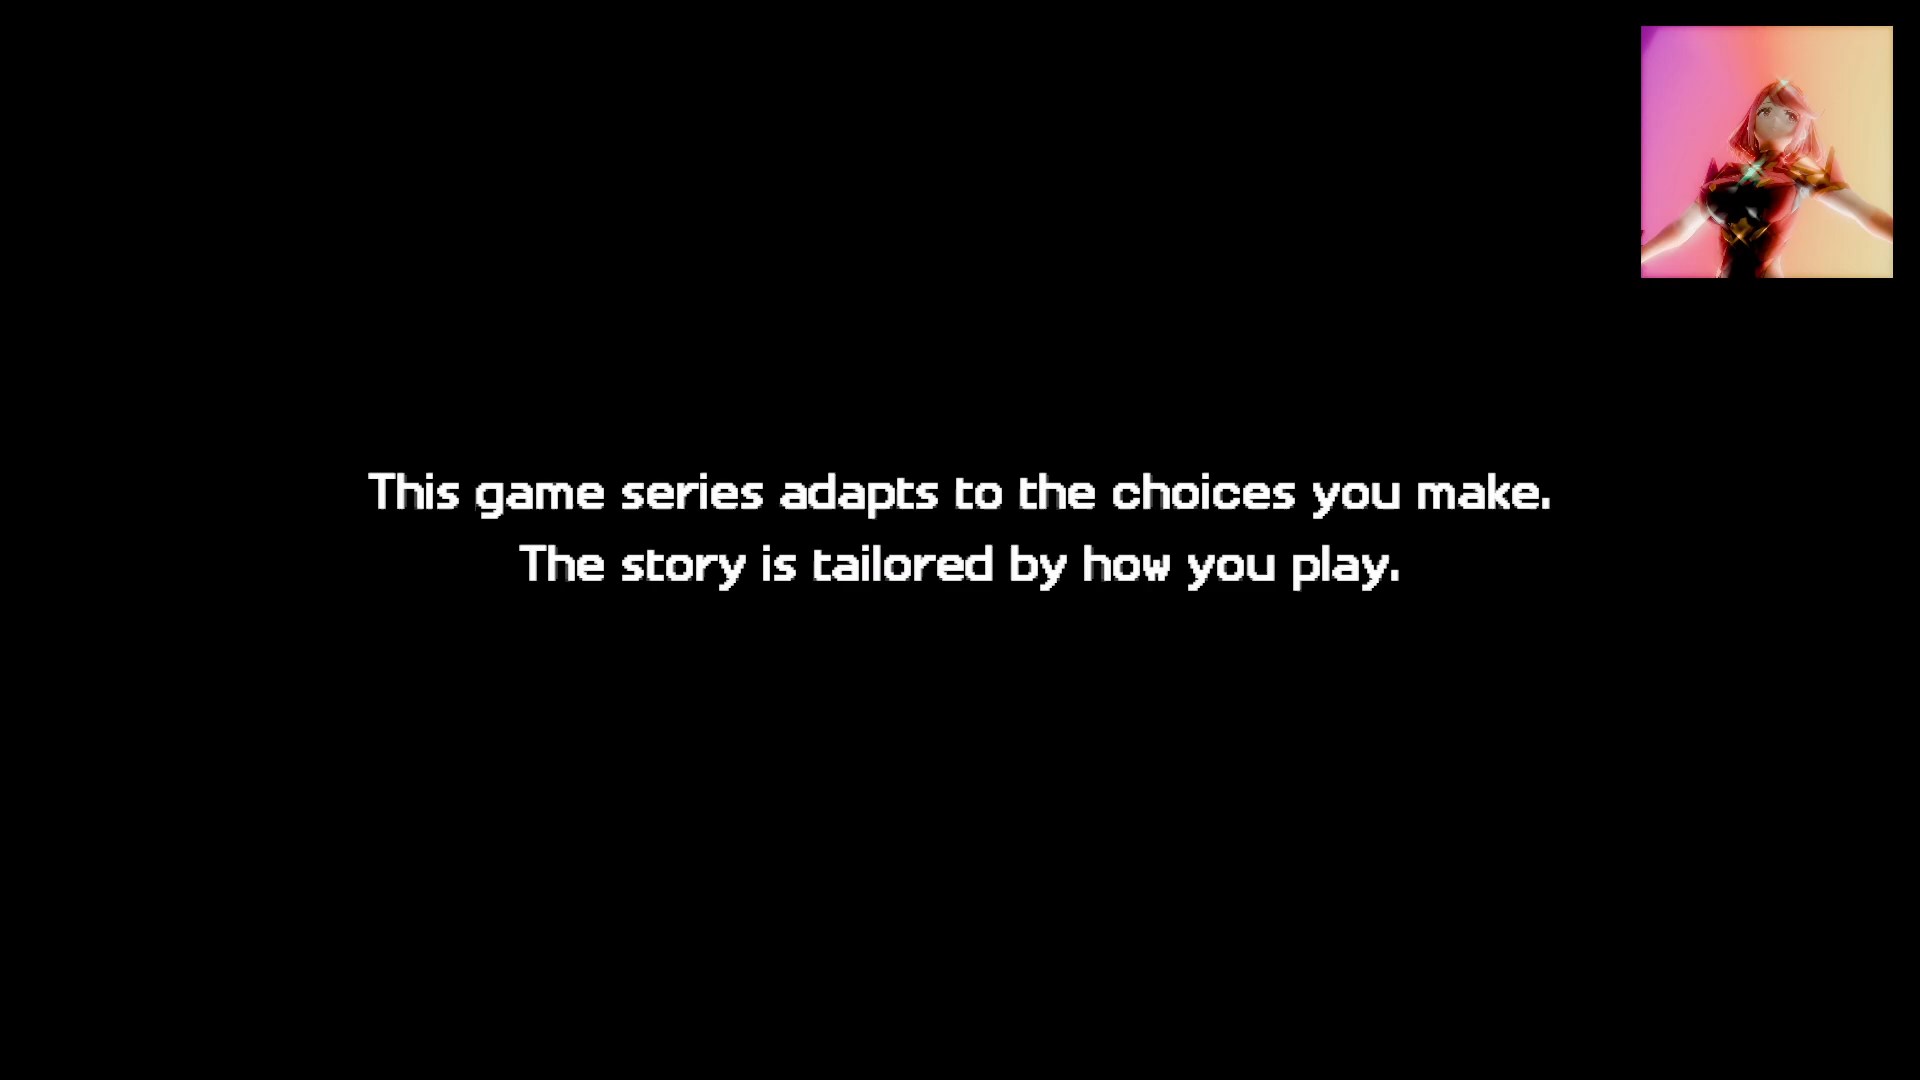 This game series adapts to the choices you make.
The story is tailored by how you play.